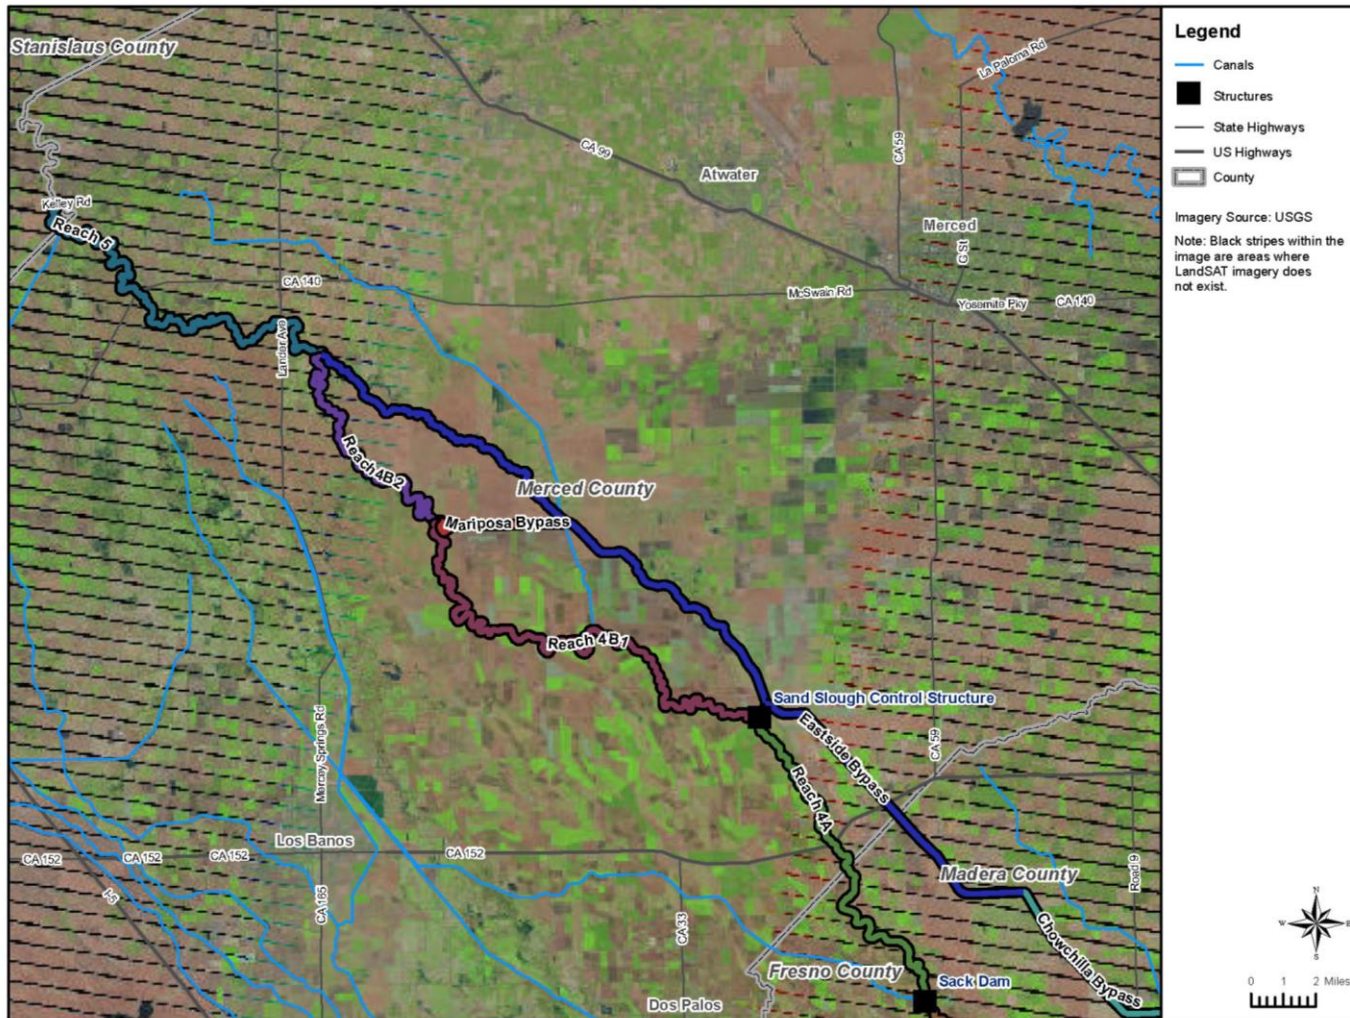 Stanislaus County
Kelley Rd
Reach 5
CA 99
Atwater
CA 59
La Paloma Rd
Merced
G St
CA 140
McSwain Rd
Yosemite Pky
CA 140
Lander Ave
Reach 4B2
Merced County
Mariposa Bypass
Reach 4B1
Sand Slough Control Structure
Eastside Bypass
CA 59
Reach 4A
Mercey Springs Rd
Los Banos
CA 152
CA 152
CA 152
CA 152
I-5
CA 165
CA 33
Madera County
Road 9
Chowchilla Bypass
Fresno County
Sack Dam
Dos Palos
Legend
Canals
Structures
State Highways
US Highways
County
Imagery Source: USGS
Note: Black stripes within the
image are areas where
LandSAT imagery does
not exist.
N
W
E
S
0 1 2 Miles